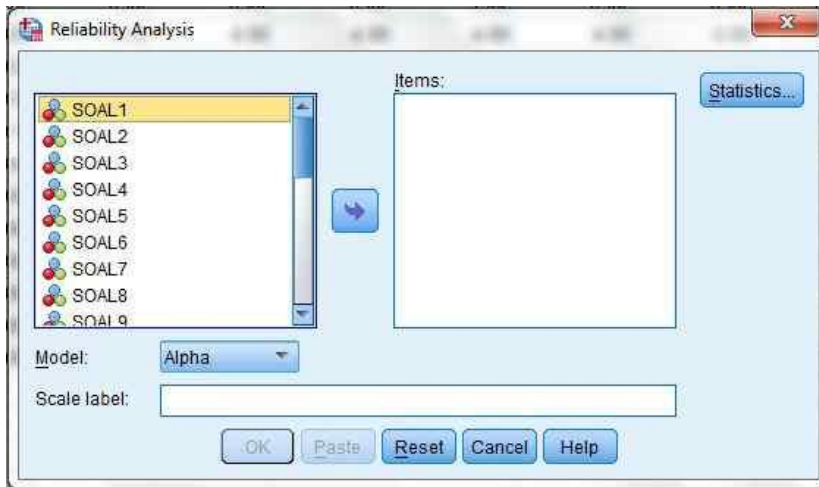 Reliability Analysis
Items:
Statistics...
SOAL1
SOAL2
SOAL3
SOAL4
SOAL5
SOAL6
SOAL7
SOAL8
SOAL9
Model: Alpha
Scale label:
OK Paste Reset Cancel Help